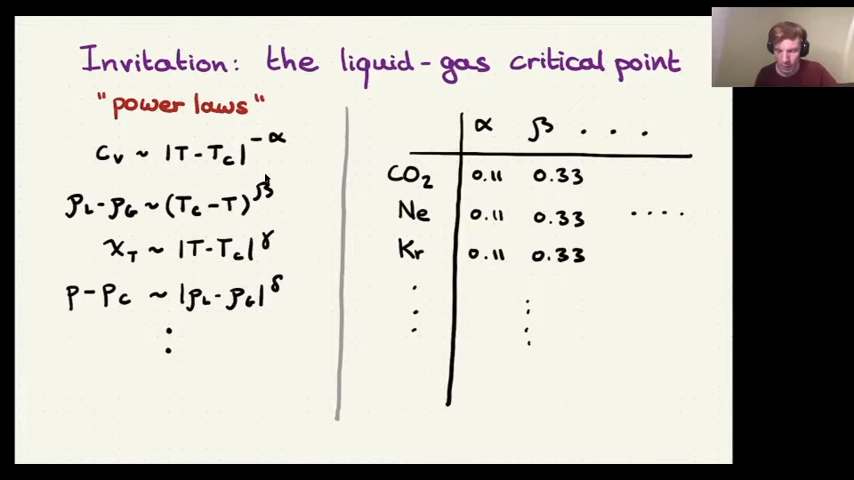 Invitation: the liquid-gas critical point
"power laws"
C_V ~ |T-T_C|^{-α}
ρ_L-ρ_G ~ (T_C-T)^β
χ_T ~ |T-T_C|^γ
p-p_C ~ |ρ_L-ρ_G|^δ
⋮
α β . . .
CO₂ 0.11 0.33
Ne 0.11 0.33 ....
Kr 0.11 0.33
⋮ ⋮